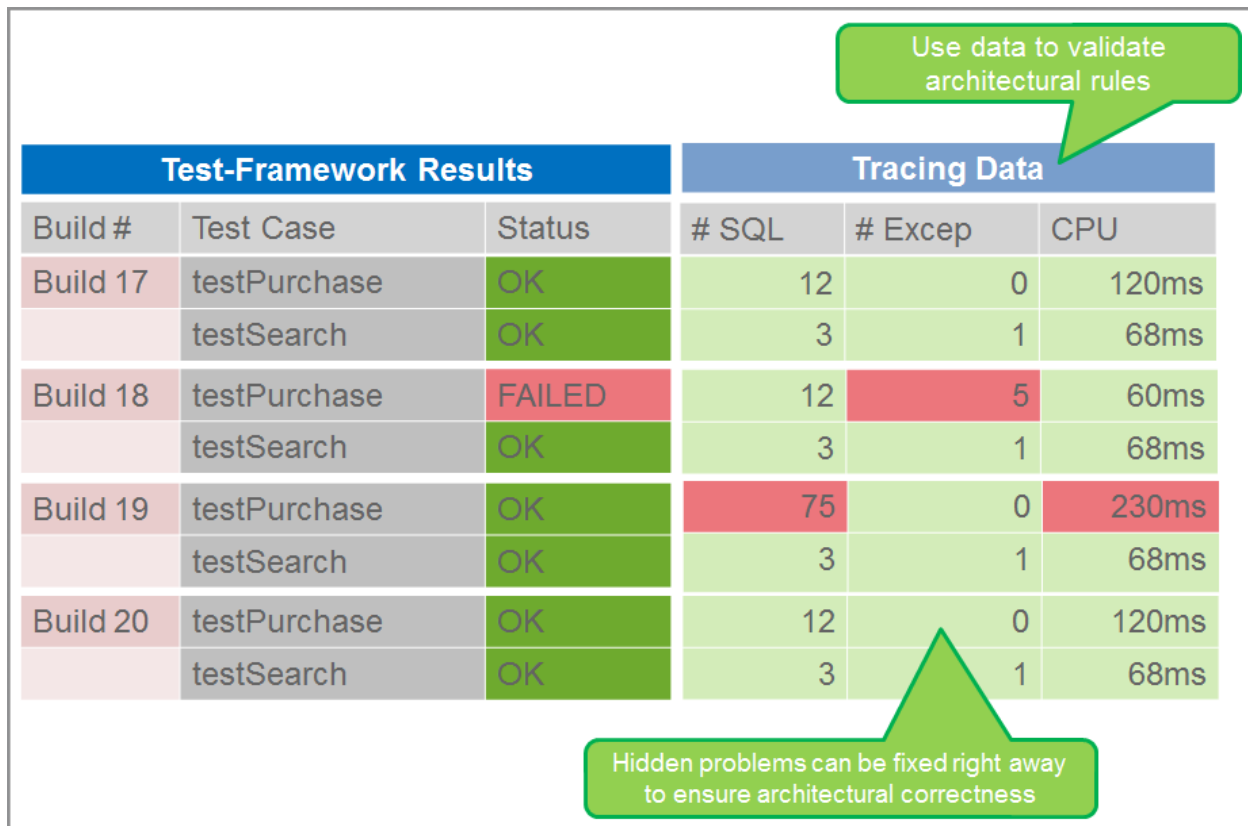 Use data to validate
architectural rules
Test-Framework Results Tracing Data
Build # Test Case Status # SQL # Excep CPU
Build 17 testPurchase OK 12 0 120ms
testSearch OK 3 1 68ms
Build 18 testPurchase FAILED 12 5 60ms
testSearch OK 3 1 68ms
Build 19 testPurchase OK 75 0 230ms
testSearch OK 3 1 68ms
Build 20 testPurchase OK 12 0 120ms
testSearch OK 3 1 68ms
Hidden problems can be fixed right away
to ensure architectural correctness